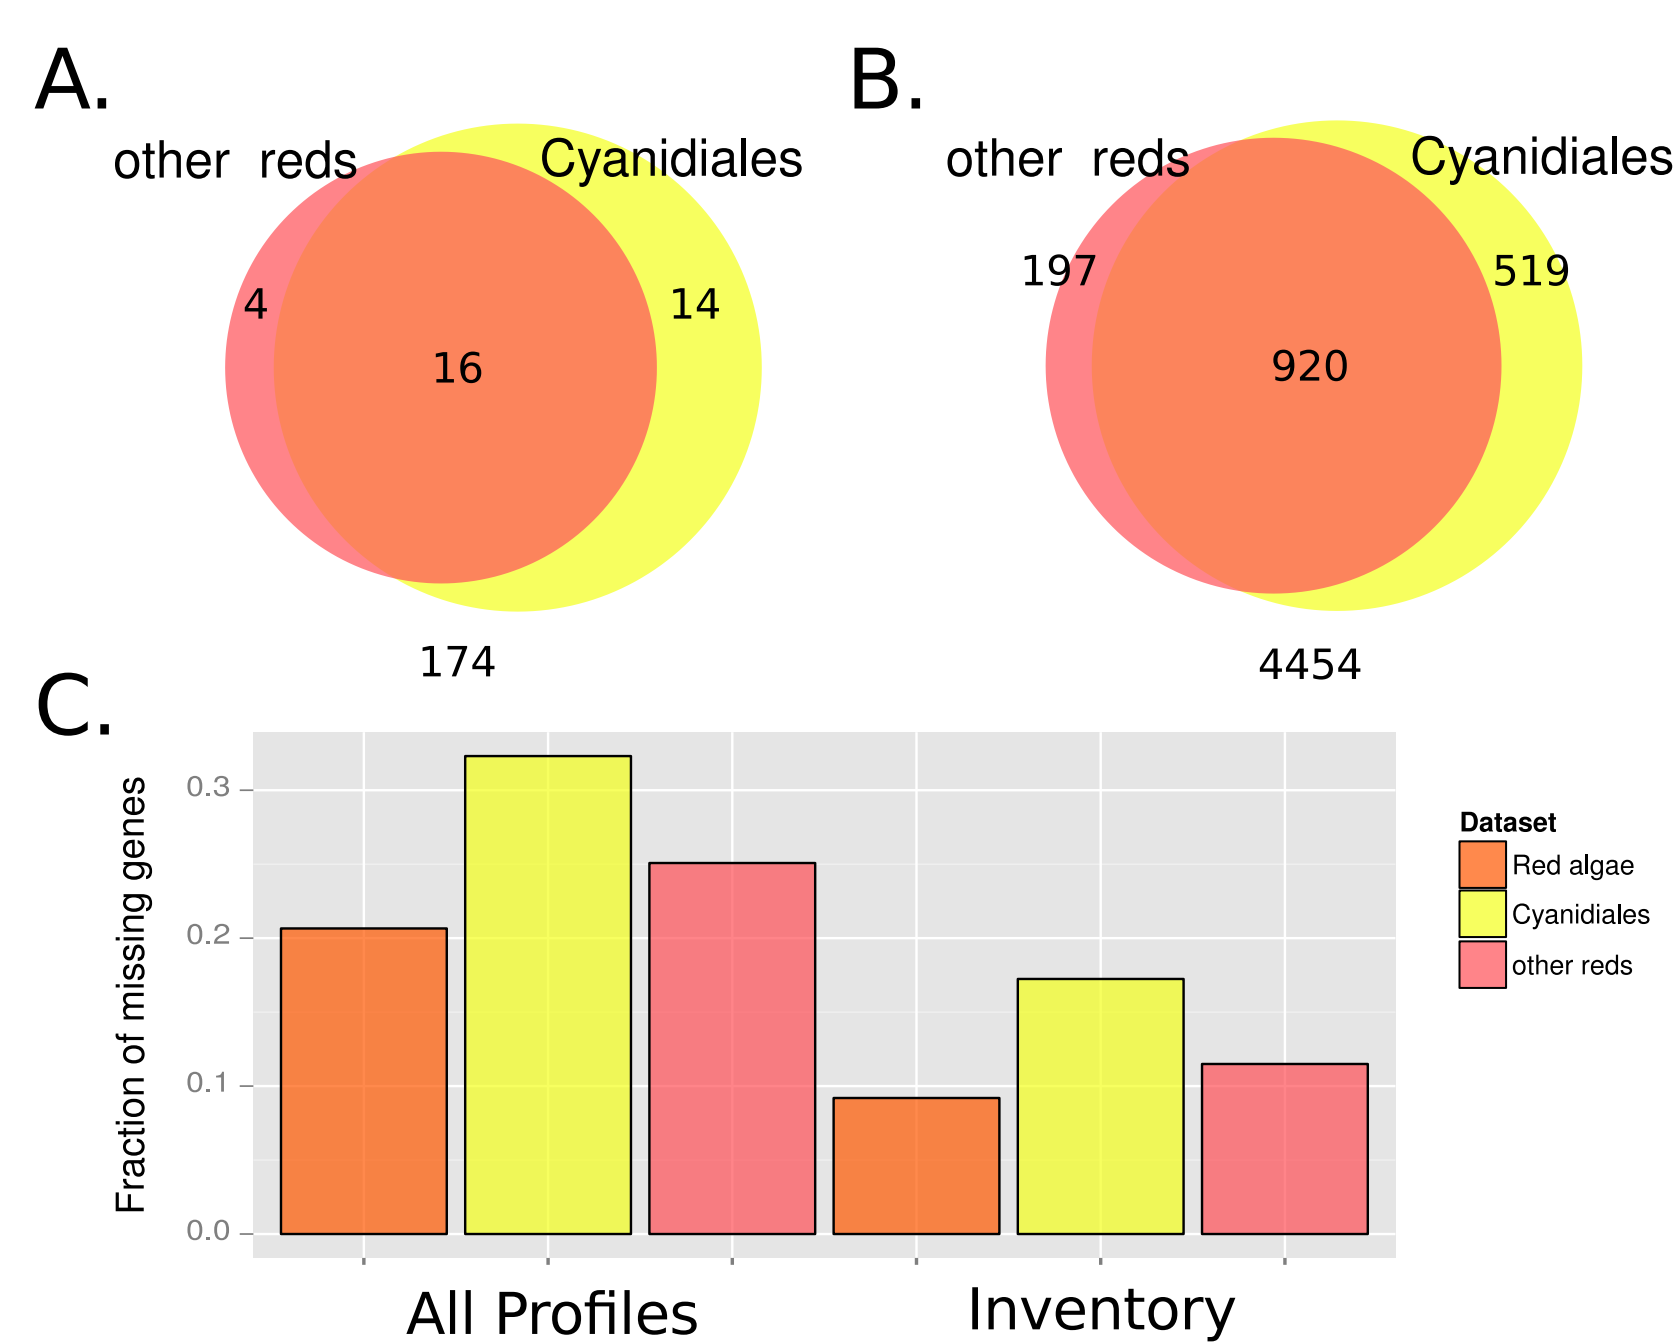 A.
other reds
Cyanidiales
4
14
16
174
B.
other reds
Cyanidiales
197
519
920
4454
C.
Fraction of missing genes
0.3
0.2
0.1
0.0
All Profiles
Inventory
Dataset
Red algae
Cyanidiales
other reds